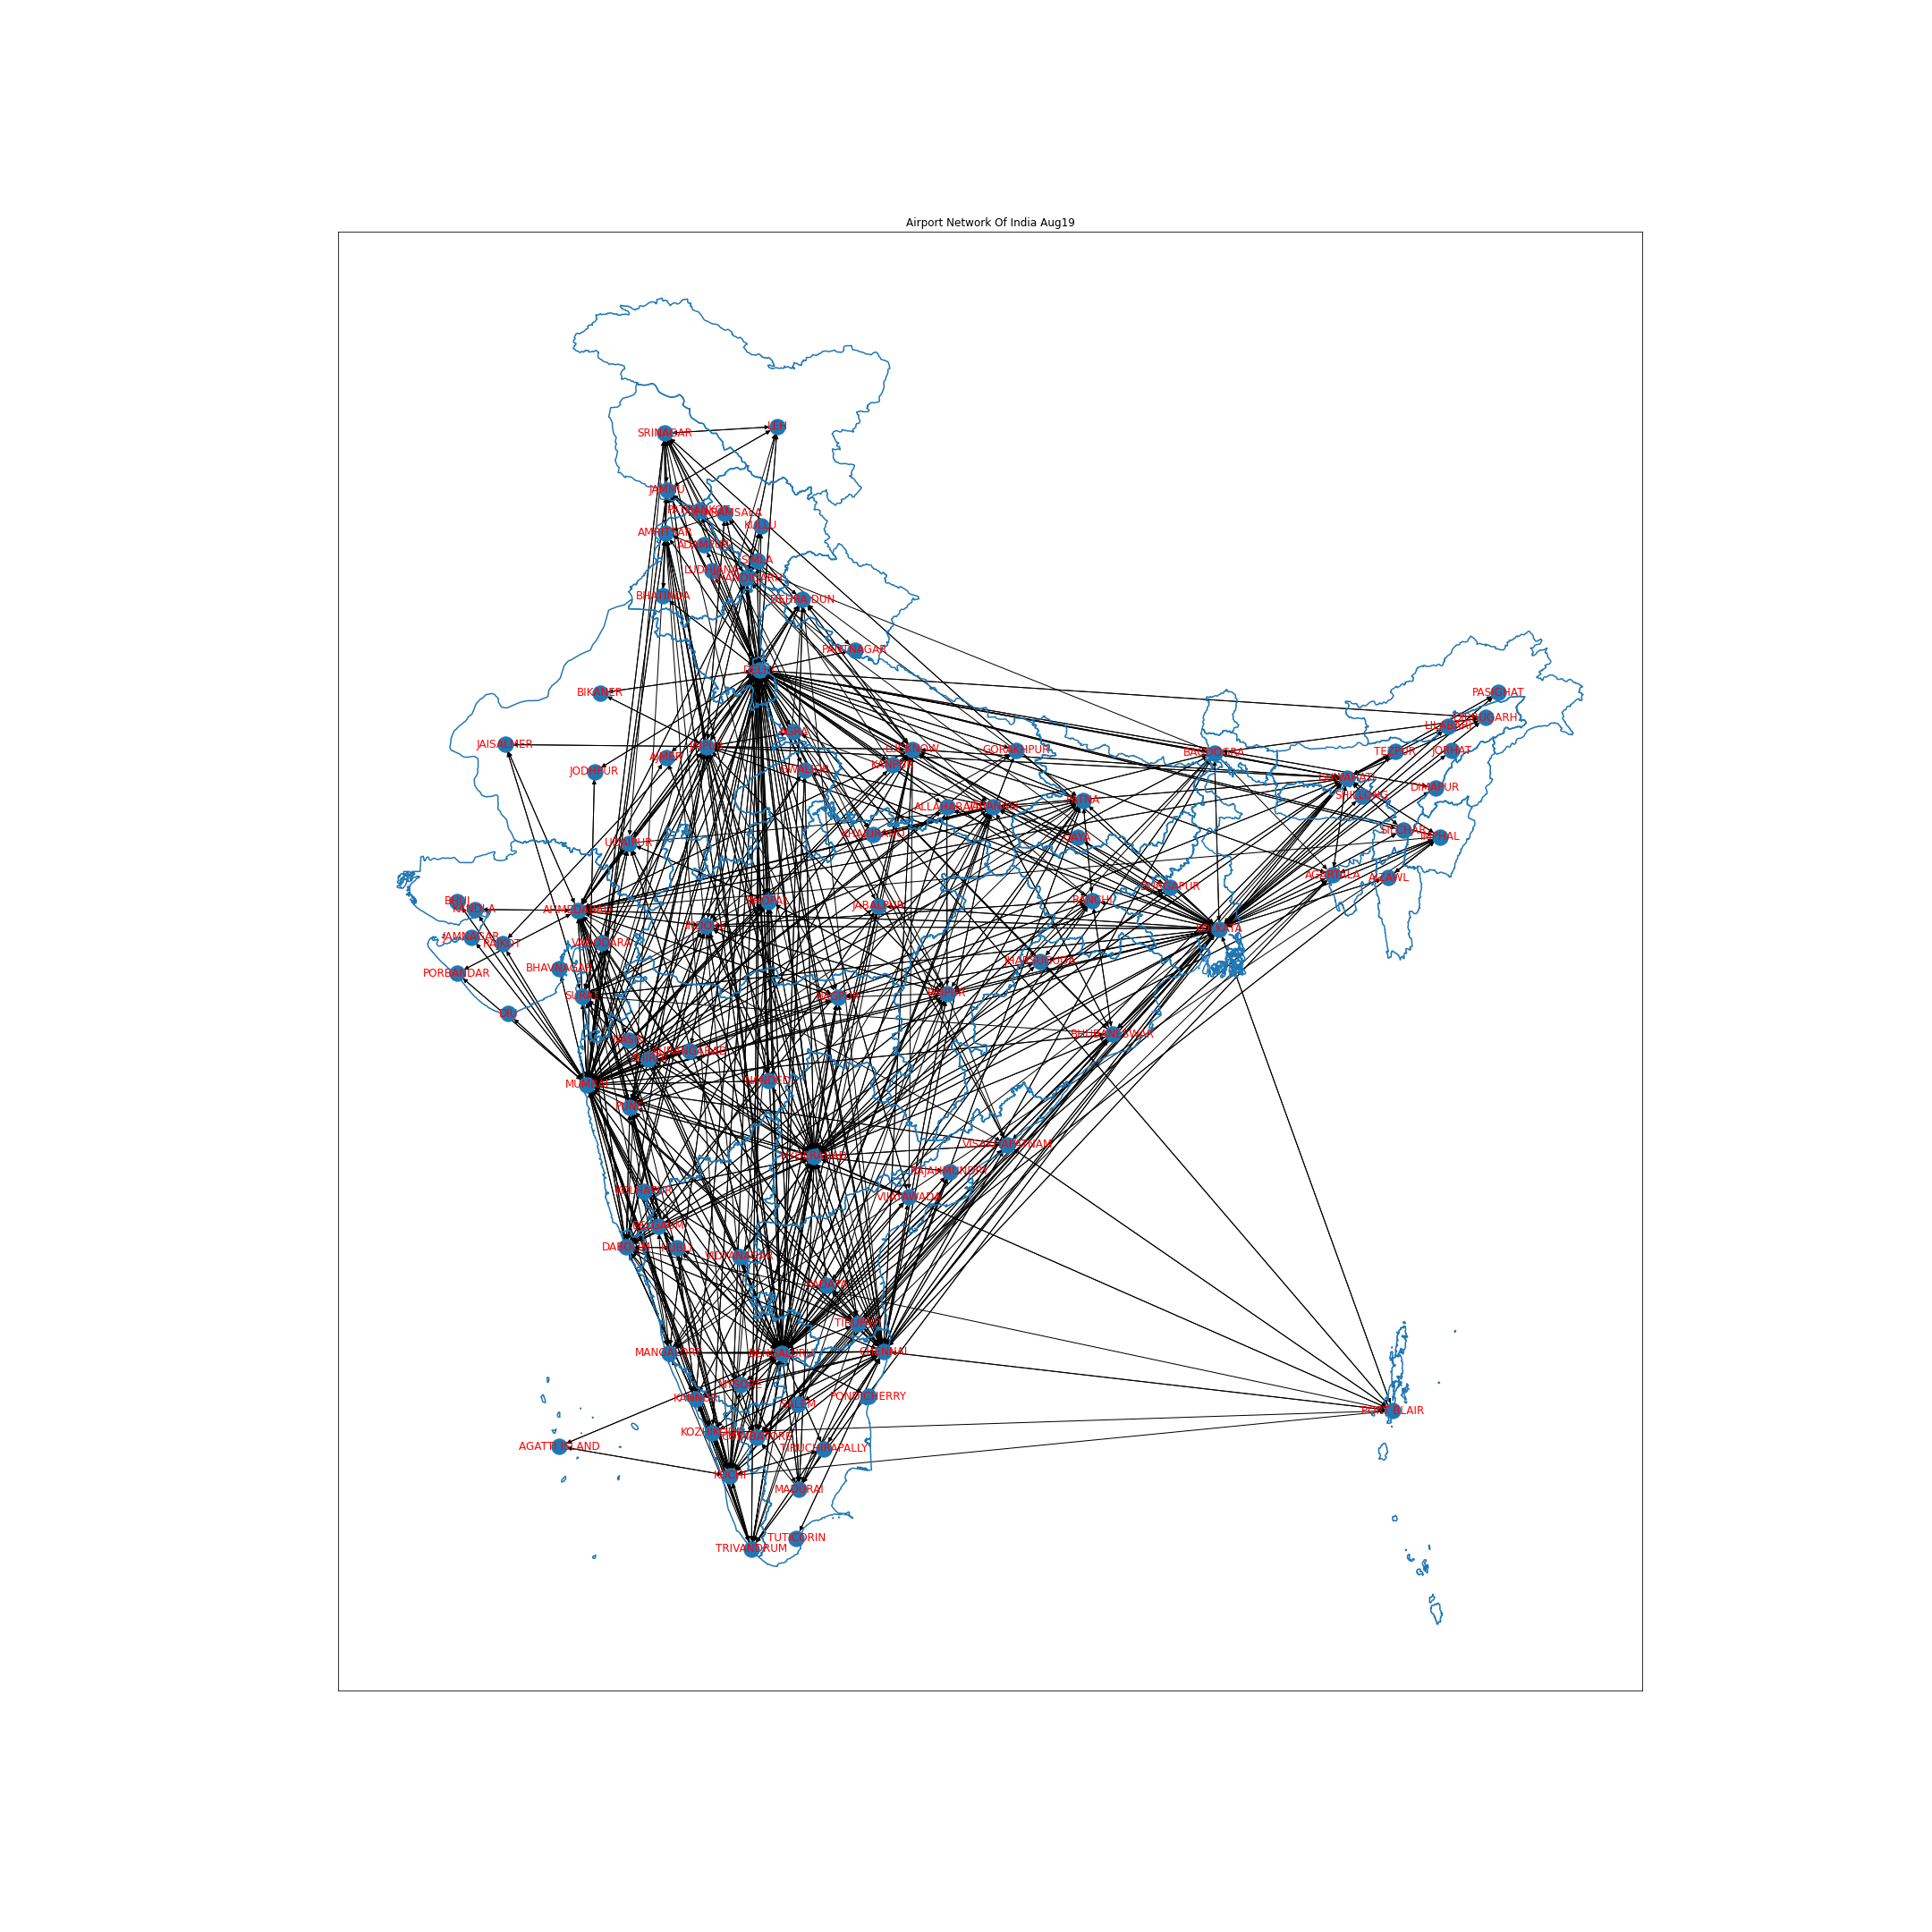 Airport Network Of India Aug19
LEH
SRINAGAR
JAMMU
PATHANKOT
DHARAMSALA
KULLU
AMRITSAR
ADAMPUR
SIMLA
LUDHIANA
CHANDIGARH
BHATINDA
DEHRA DUN
PANTNAGAR
DELHI
BIKANER
PASIGHAT
DIBRUGARH
LILABARI
AGRA
JAISALMER
JAIPUR
LUCKNOW
GORAKHPUR
BAGDOGRA
TEZPUR
JORHAT
AJMER
KANPUR
JODHPUR
GWALIOR
GUWAHATI
DIMAPUR
SHILLONG
PATNA
ALLAHABAD
VARANASI
KHAJURAHO
GAYA
SILCHAR
IMPHAL
UDAIPUR
AGARTALA
AIZAWL
DURGAPUR
BHUJ
KANDLA
AHMEDABAD
BHOPAL
JABALPUR
RANCHI
INDORE
KOLKATA
JAMNAGAR
RAJKOT
VADODARA
JHARSUGUDA
BHAVNAGAR
PORBANDAR
SURAT
NAGPUR
RAIPUR
DIU
BHUBANESWAR
NASIK
AURANGABAD
SHIRDI
MUMBAI
NANDED
PUNE
VISAKHAPATNAM
HYDERABAD
RAJAHMUNDRY
KOLHAPUR
VIJAYAWADA
BELGAUM
DABOLIM
HUBLI
VIDYANAGAR
CADAPA
TIRUPATI
MANGALORE
BENGALURU
CHENNAI
MYSORE
KANNUR
PONDICHERRY
SALEM
PORT BLAIR
KOZHIKODE
COIMBATORE
AGATTI ISLAND
TIRUCHIRAPALLY
KOCHI
MADURAI
TUTICORIN
TRIVANDRUM